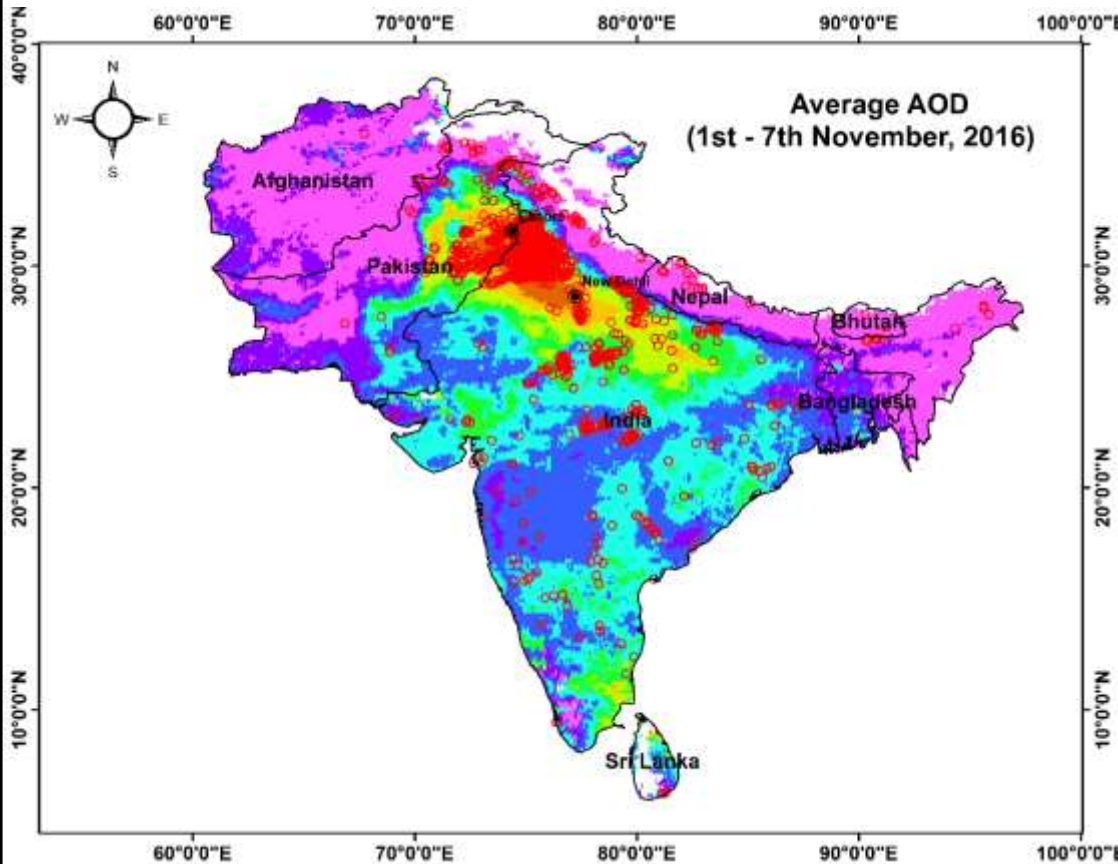 60°0'0"E 70°0'0"E 80°0'0"E 90°0'0"E 100°0'0"E
40°0'0"N
N
W E
S
Average AOD
(1st - 7th November, 2016)
Afghanistan
Lahore
30°0'0"N Pakistan New Delhi 30°0'0"N
Nepal
Bhutan
Bangladesh
India
20°0'0"N 20°0'0"N
10°0'0"N 10°0'0"N
Sri Lanka
60°0'0"E 70°0'0"E 80°0'0"E 90°0'0"E 100°0'0"E